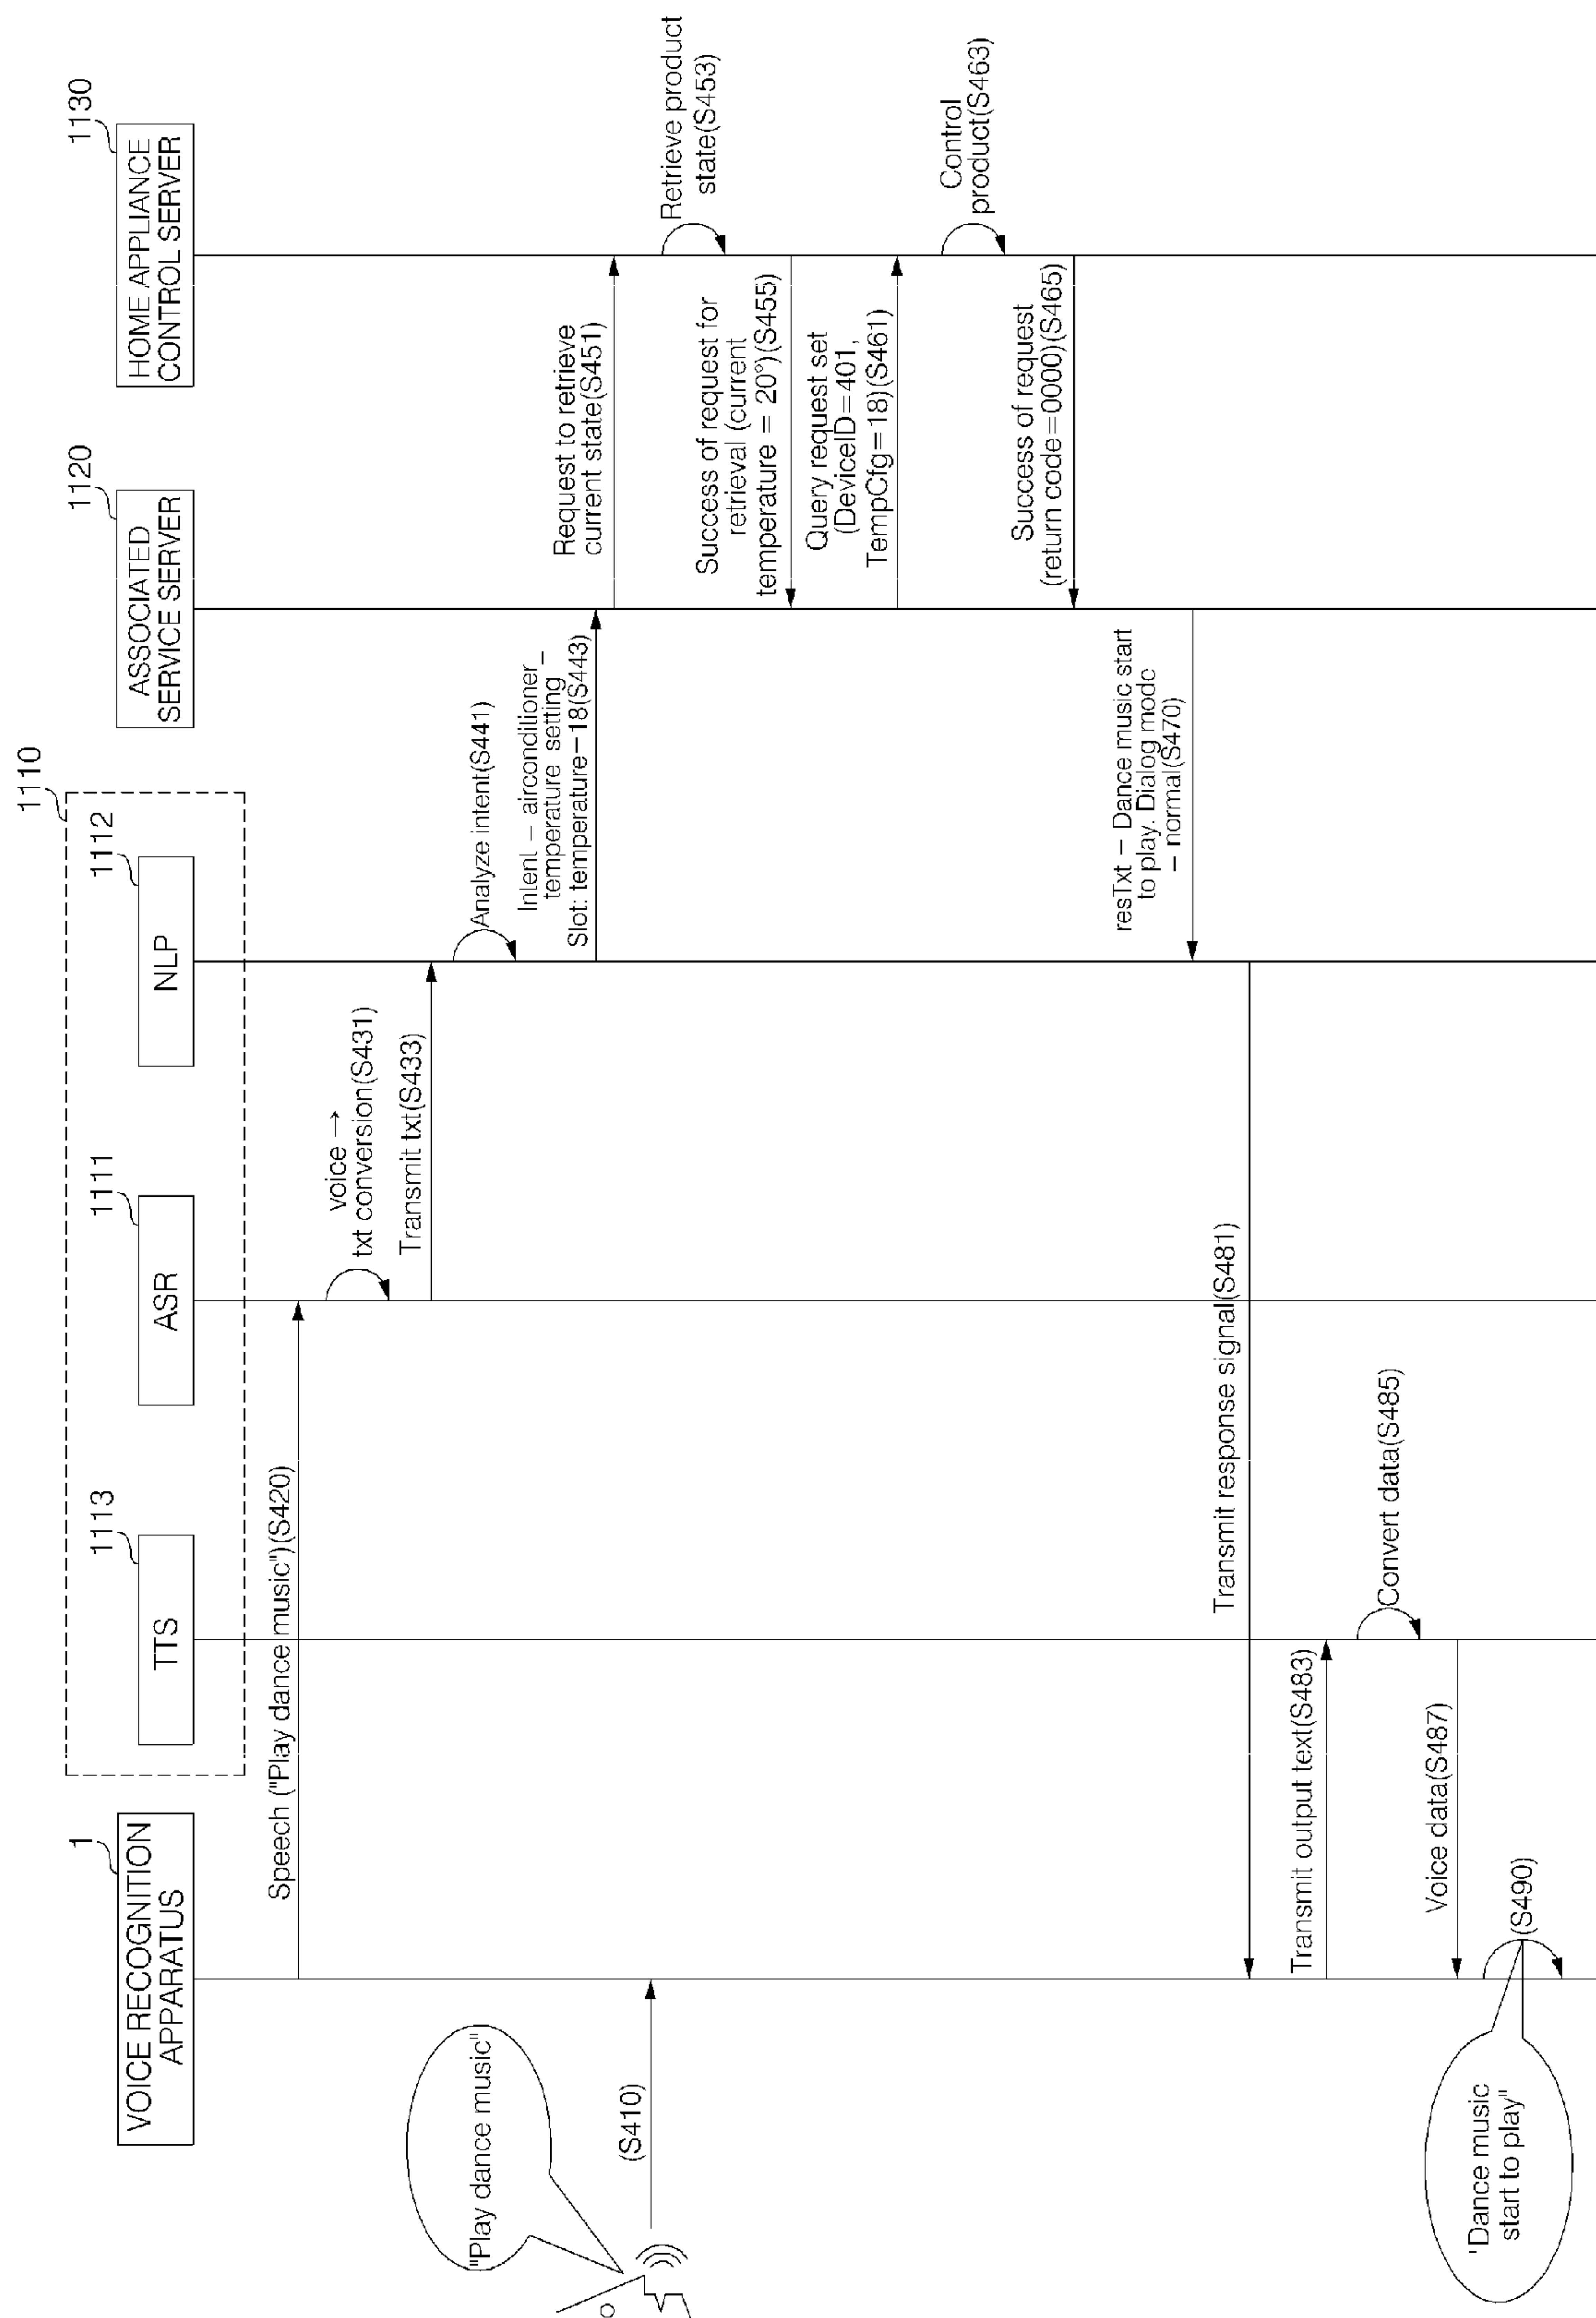 1110
1
1113
1111
1112
1120
1130
VOICE RECOGNITION
APPARATUS
TTS
ASR
NLP
ASSOCIATED
SERVICE SERVER
HOME APPLIANCE
CONTROL SERVER
Speech ("Play dance music")(S420)
voice →
txt conversion(S431)
Transmit txt(S433)
"Play dance music"
(S410)
Analyze intent(S441)
Intent – airconditioner_
temperature setting
Slot: temperature–18(S443)
Request to retrieve
current state(S451)
Retrieve product
state(S453)
Success of request for
retrieval (current
temperature = 20°)(S455)
Query request set
(DeviceID=401,
TempCfg=18)(S461)
Control
product(S463)
Success of request
(return code=0000)(S465)
resTxt – Dance music start
to play. Dialog mode
– normal(S470)
Transmit response signal(S481)
Transmit output text(S483)
Convert data(S485)
Voice data(S487)
(S490)
'Dance music
start to play"